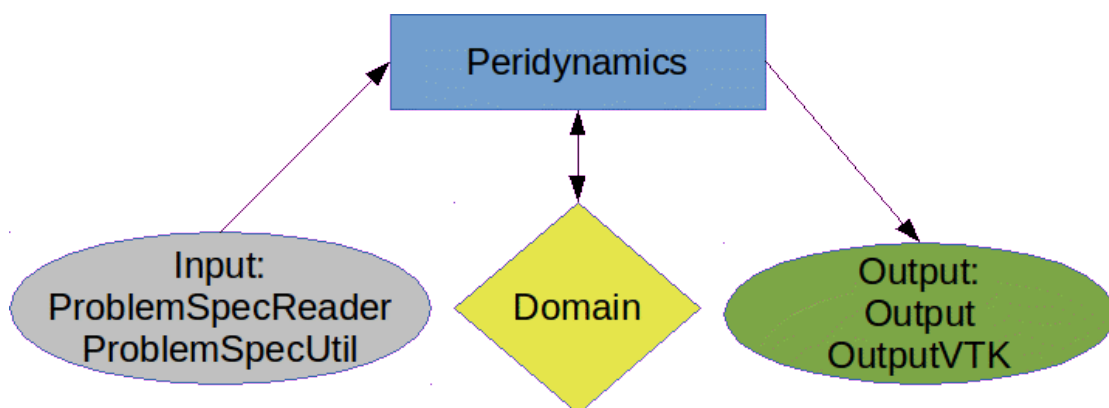 Peridynamics
Input:
ProblemSpecReader
ProblemSpecUtil
Domain
Output:
Output
OutputVTK